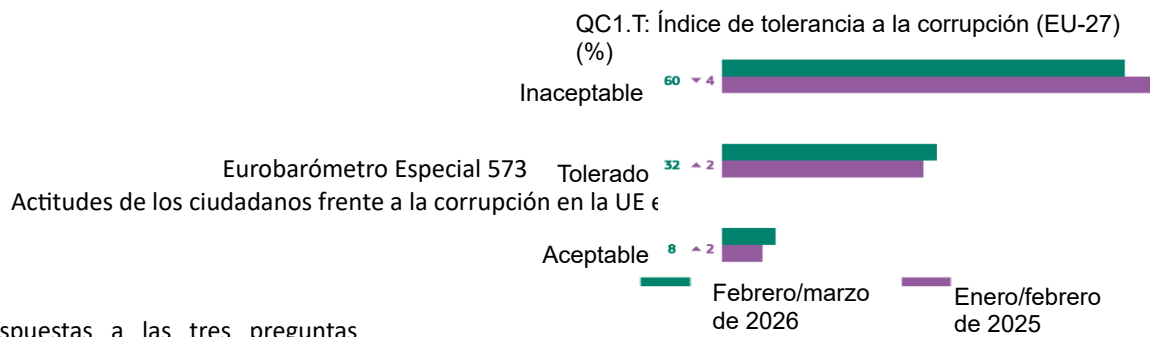 QC1.T: Índice de tolerancia a la corrupción (EU-27)
(%)
Inaceptable 60 ▼ 4
Eurobarómetro Especial 573
Tolerado 32 ▲ 2
Actitudes de los ciudadanos frente a la corrupción en la UE e
Aceptable 8 ▲ 2
Febrero/marzo
de 2026
Enero/febrero
de 2025
spuestas a las tres preguntas